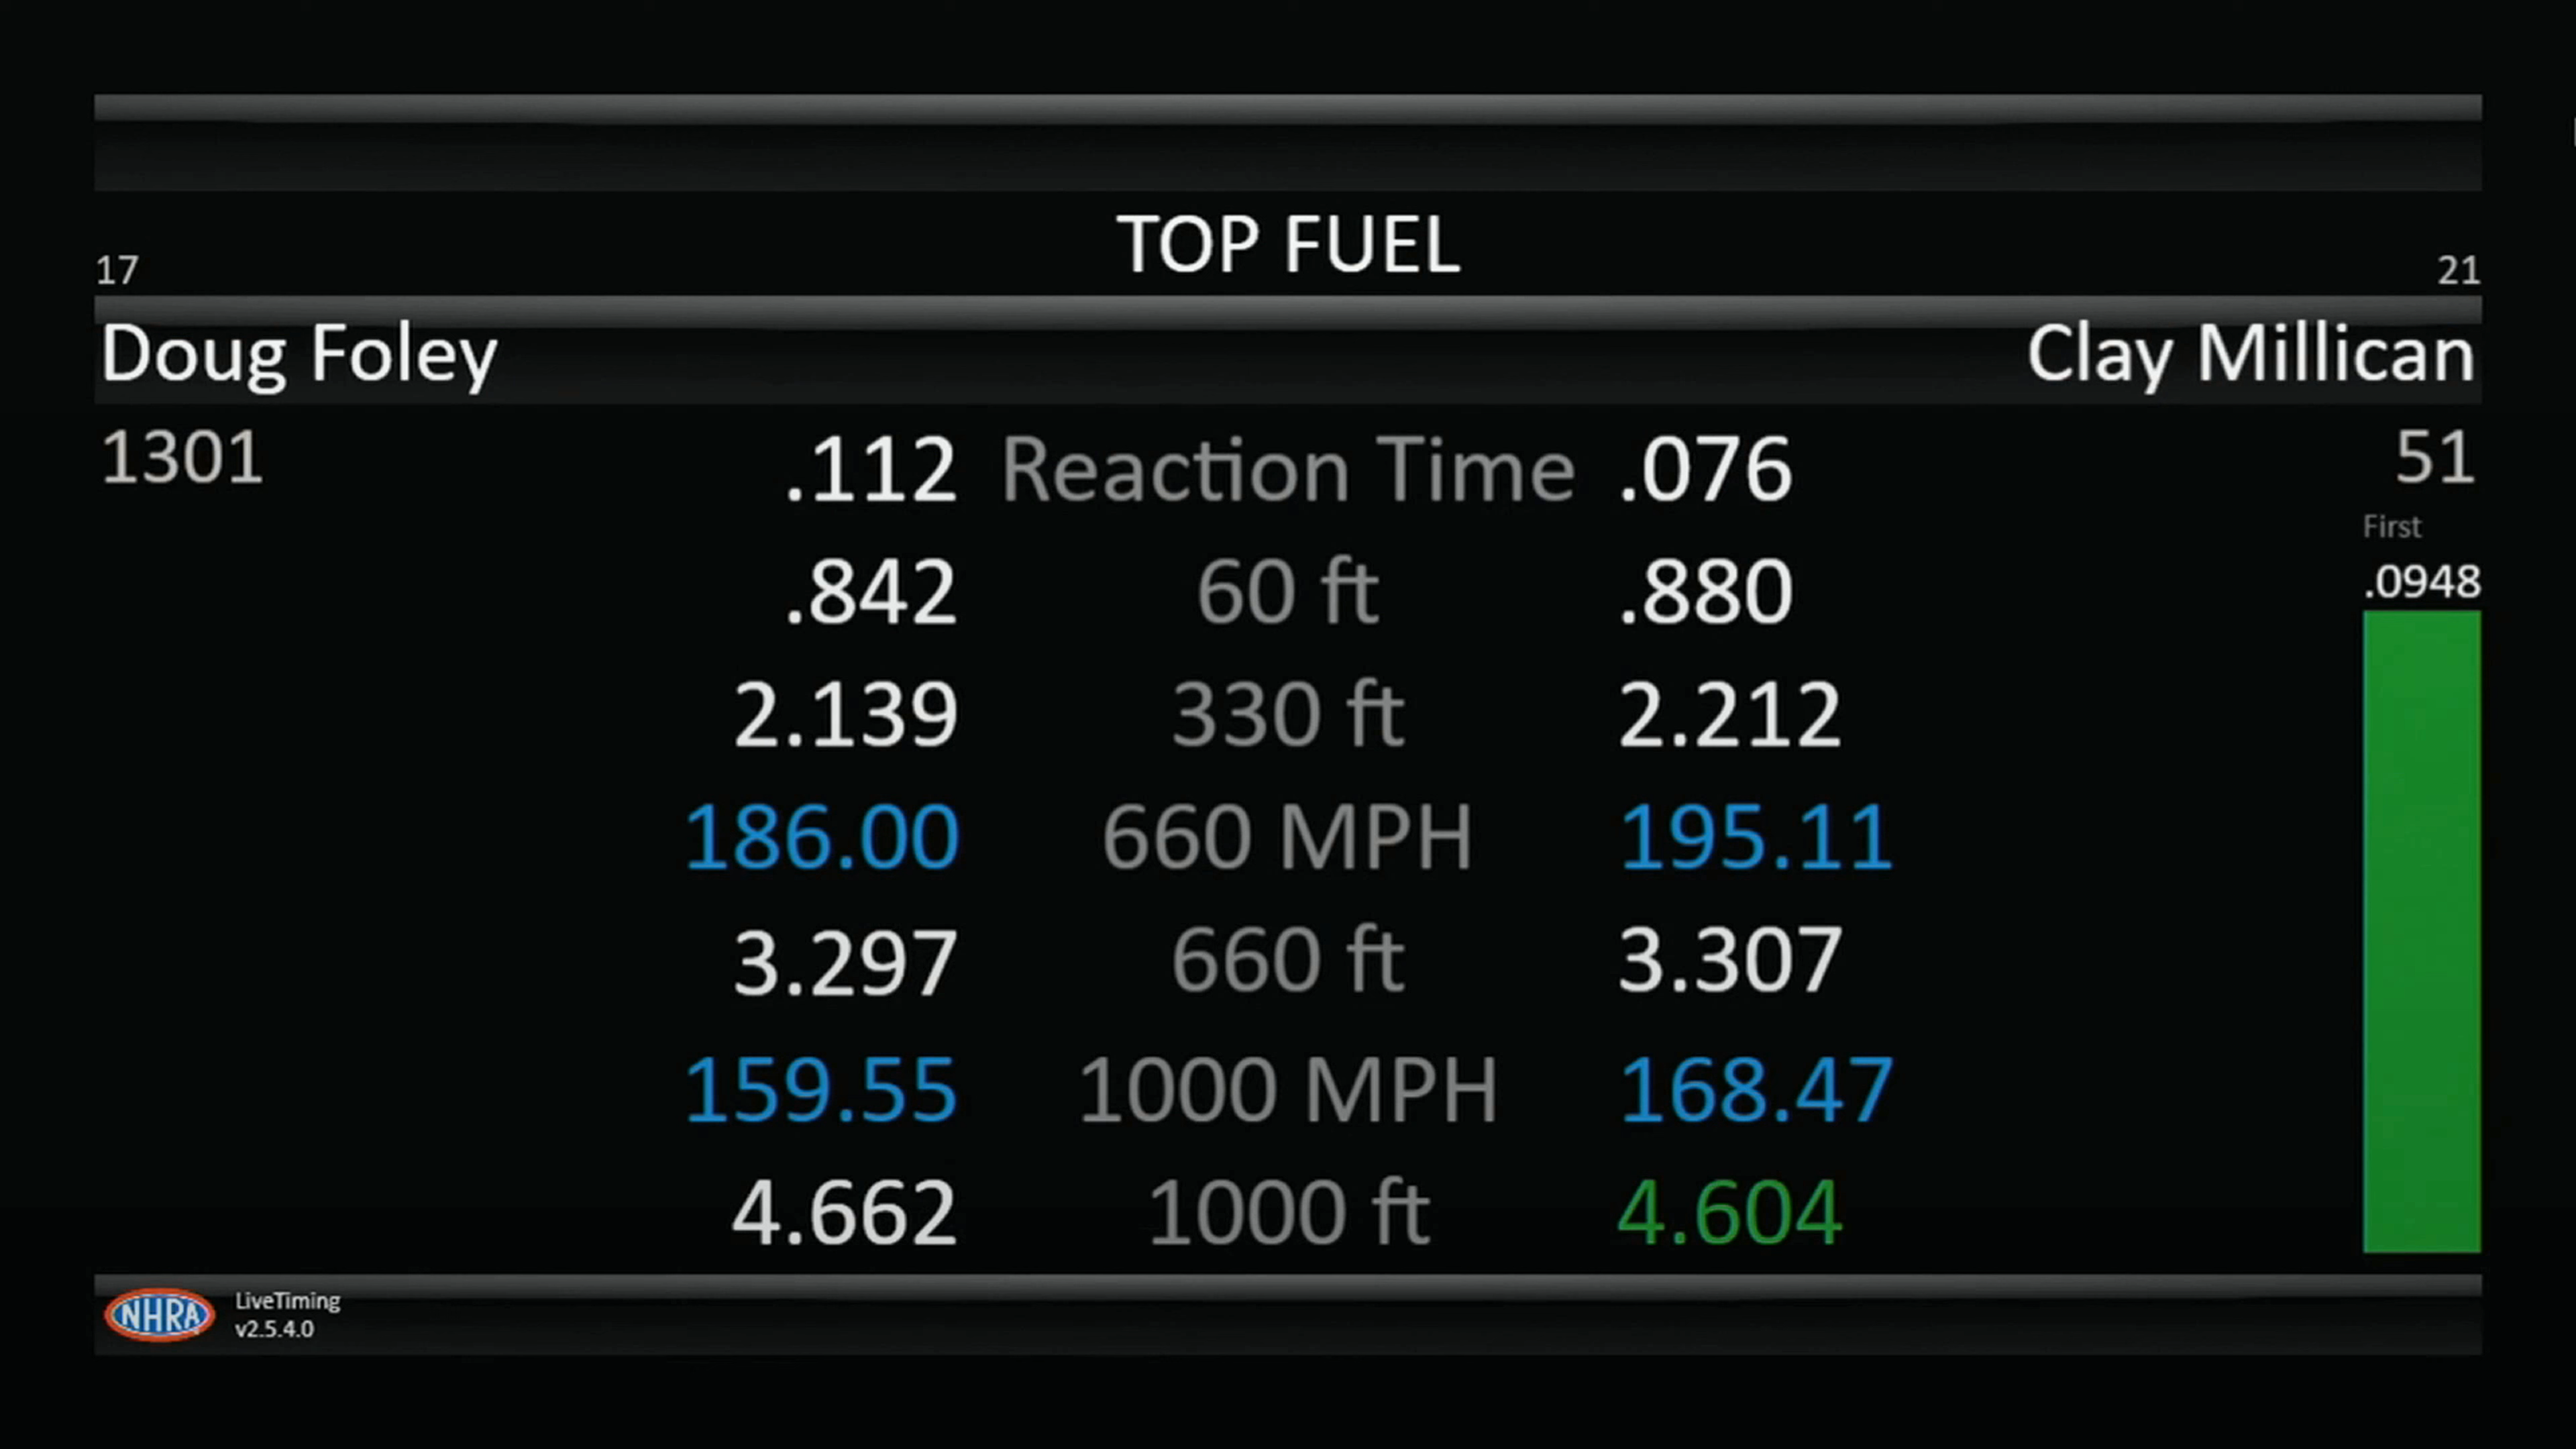 TOP FUEL
17 21
Doug Foley Clay Millican
1301 .112 Reaction Time .076 51
First
.842 60 ft .880 .0948
2.139 330 ft 2.212
186.00 660 MPH 195.11
3.297 660 ft 3.307
159.55 1000 MPH 168.47
4.662 1000 ft 4.604
NHRA LiveTiming
v2.5.4.0